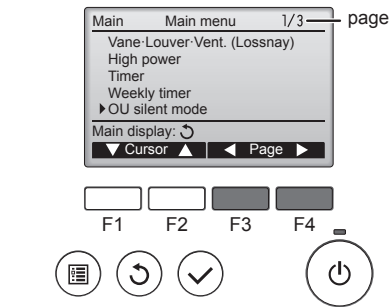 Main Main menu 1/3 page
Vane·Louver·Vent. (Lossnay)
High power
Timer
Weekly timer
OU silent mode
Main display:
Cursor Page
F1 F2 F3 F4